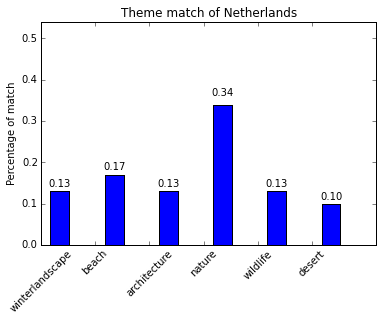 Theme match of Netherlands
Percentage of match
0.5
0.4
0.3
0.2
0.1
0.0
0.13
0.17
0.13
0.34
0.13
0.10
winterlandscape
beach
architecture
nature
wildlife
desert